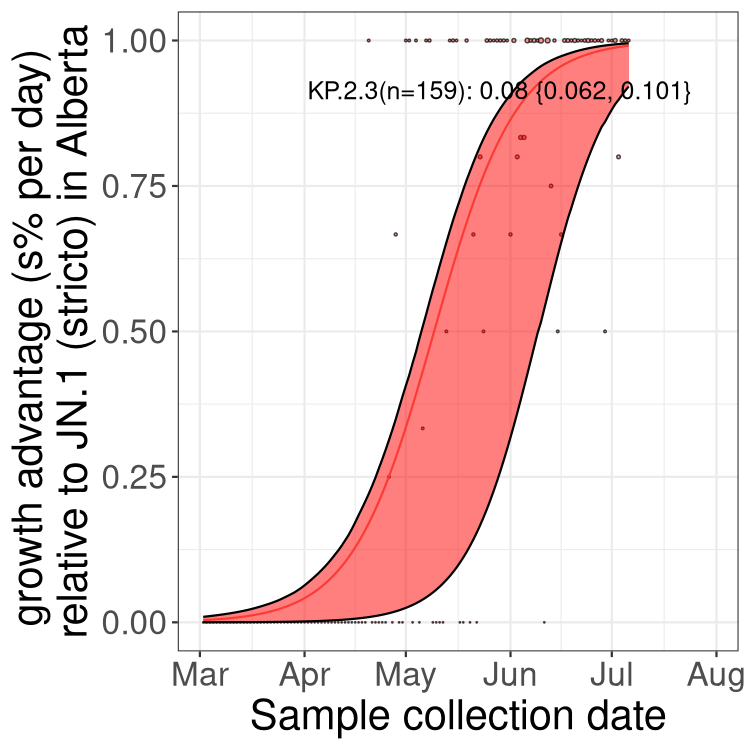 growth advantage (s% per day)
relative to JN.1 (stricto) in Alberta
1.00
0.75
0.50
0.25
0.00
KP.2.3(n=159): 0.08 {0.062, 0.101}
Mar Apr May Jun Jul Aug
Sample collection date